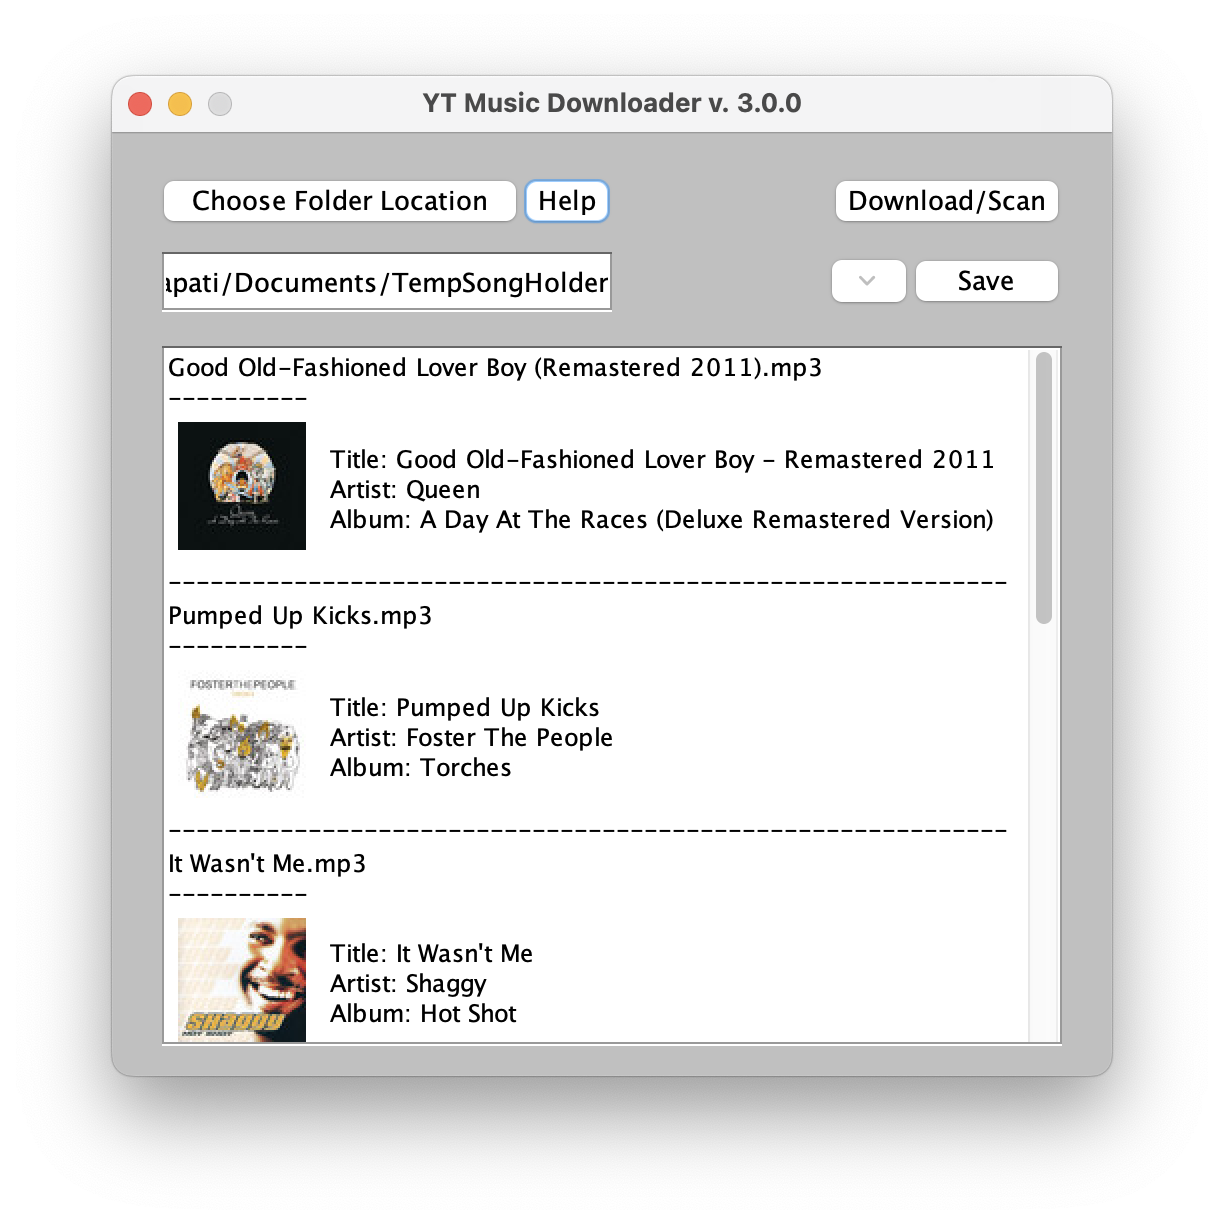 YT Music Downloader v. 3.0.0
Choose Folder Location Help Download/Scan
apati/Documents/TempSongHolder Save
Good Old-Fashioned Lover Boy (Remastered 2011).mp3
----------
Title: Good Old-Fashioned Lover Boy - Remastered 2011
Artist: Queen
Album: A Day At The Races (Deluxe Remastered Version)
------------------------------------------------------------
Pumped Up Kicks.mp3
----------
FOSTERTHEPEOPLE
Title: Pumped Up Kicks
Artist: Foster The People
Album: Torches
------------------------------------------------------------
It Wasn't Me.mp3
----------
SHAGGY
Title: It Wasn't Me
Artist: Shaggy
Album: Hot Shot